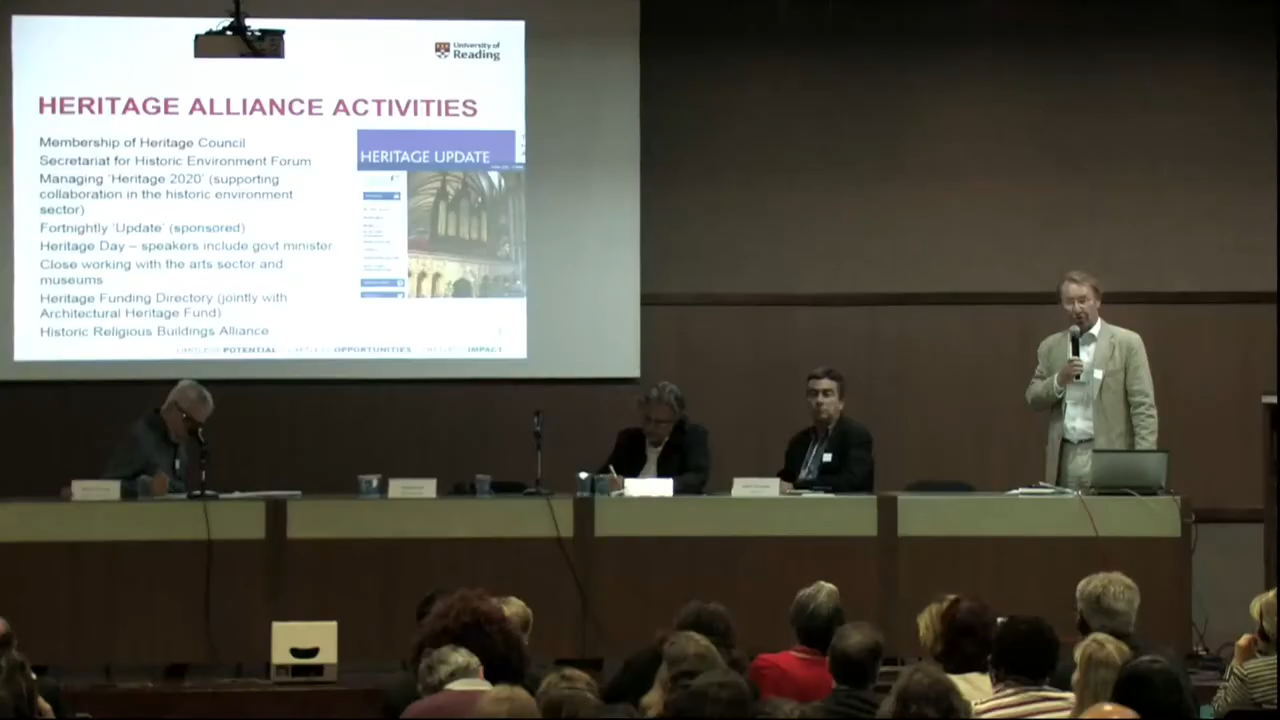 University of
Reading
HERITAGE ALLIANCE ACTIVITIES
Membership of Heritage Council
Secretariat for Historic Environment Forum
Managing 'Heritage 2020' (supporting
collaboration in the historic environment
sector)
Fortnightly 'Update' (sponsored)
Heritage Day – speakers include govt minister
Close working with the arts sector and
museums
Heritage Funding Directory (jointly with
Architectural Heritage Fund)
Historic Religious Buildings Alliance
HERITAGE UPDATE
POTENTIAL OPPORTUNITIES IMPACT